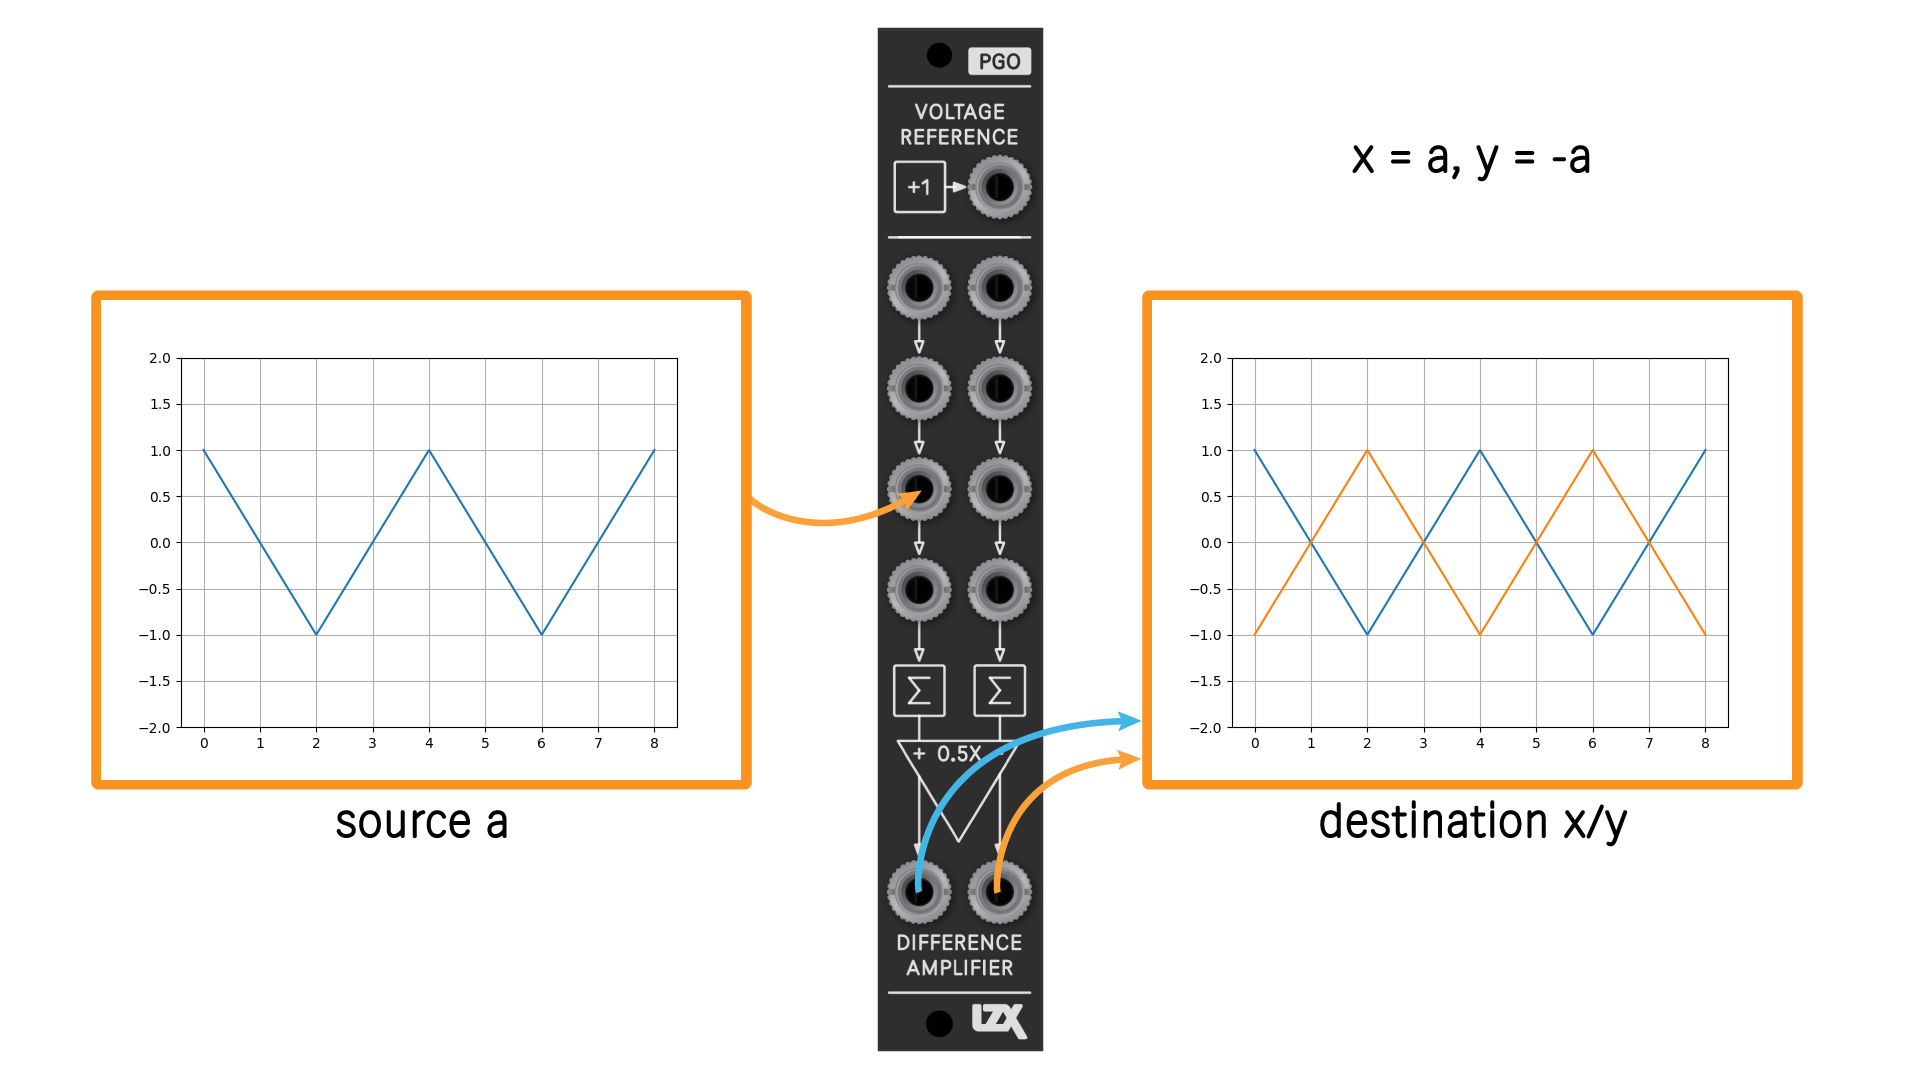 PGO
VOLTAGE
REFERENCE
+1
x = a, y = -a
2.0
1.5
1.0
0.5
0.0
−0.5
−1.0
−1.5
−2.0
0 1 2 3 4 5 6 7 8
source a
Σ Σ
+ 0.5X
DIFFERENCE
AMPLIFIER
LZX
2.0
1.5
1.0
0.5
0.0
−0.5
−1.0
−1.5
−2.0
0 1 2 3 4 5 6 7 8
destination x/y